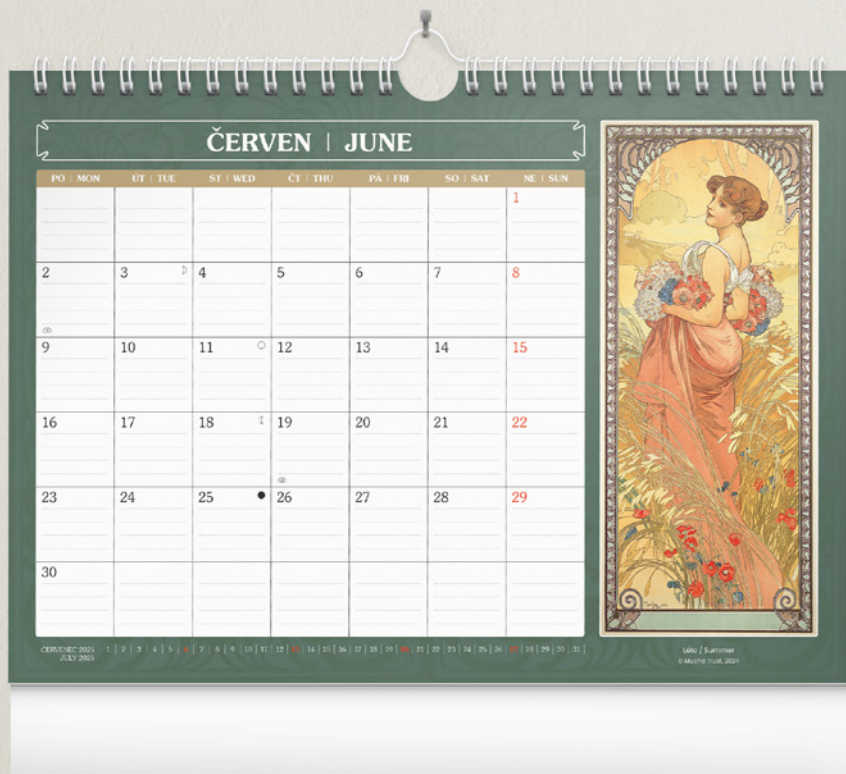 ČERVEN | JUNE
PO | MON ÚT | TUE ST | WED ČT | THU PÁ | FRI SO | SAT NE | SUN
1
2 3 4 5 6 7 8
9 10 11 12 13 14 15
16 17 18 19 20 21 22
23 24 25 26 27 28 29
30
ČERVENEC 2025 1 | 2 | 3 | 4 | 5 | 6 | 7 | 8 | 9 | 10 | 11 | 12 | 13 | 14 | 15 | 16 | 17 | 18 | 19 | 20 | 21 | 22 | 23 | 24 | 25 | 26 | 27 | 28 | 29 | 30 | 31 |
JULY 2025
Léto / Summer
© Mucha Trust, 2024